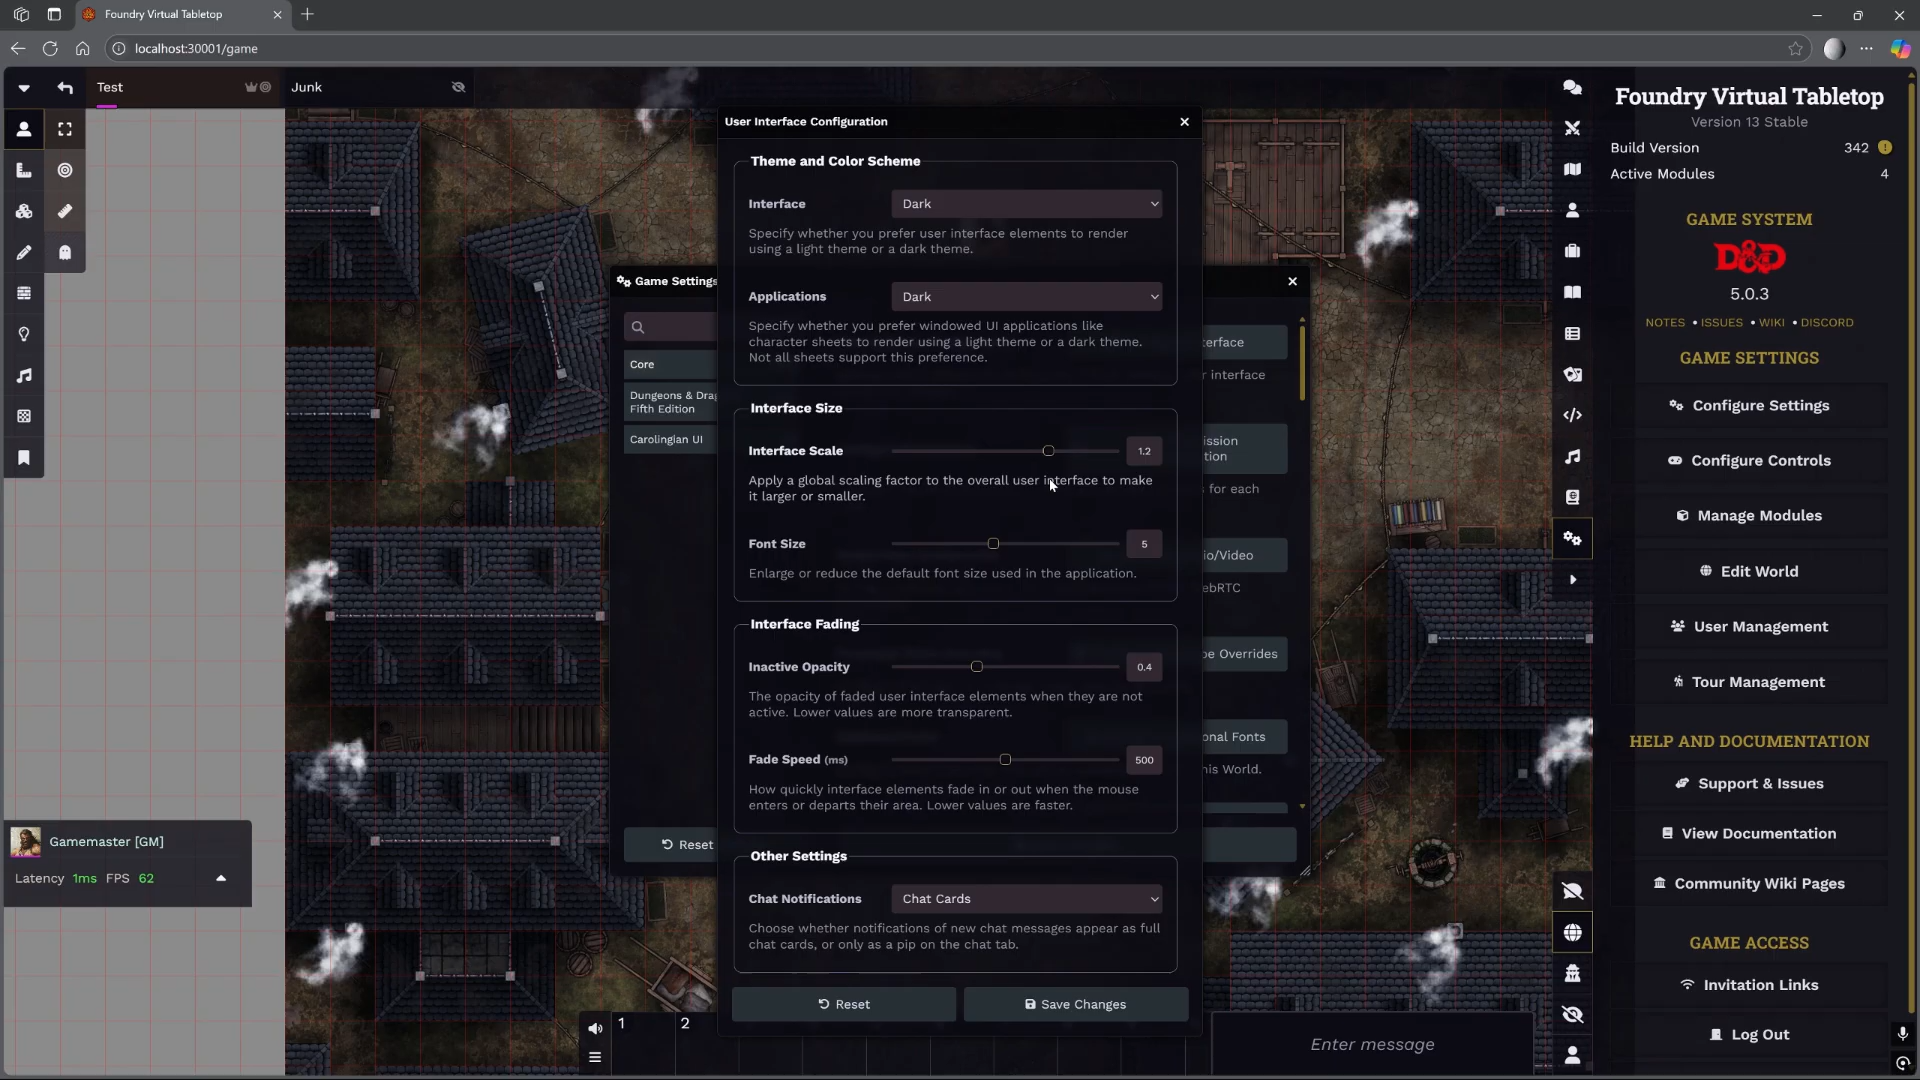 Foundry Virtual Tabletop
localhost:30001/game
Test
Junk
User Interface Configuration
Theme and Color Scheme
Interface
Dark
Specify whether you prefer user interface elements to render
using a light theme or a dark theme.
Applications
Dark
Specify whether you prefer windowed UI applications like
character sheets to render using a light theme or a dark theme.
Not all sheets support this preference.
Interface Size
Interface Scale
1.2
Apply a global scaling factor to the overall user interface to make
it larger or smaller.
Font Size
5
Enlarge or reduce the default font size used in the application.
Interface Fading
Inactive Opacity
0.4
The opacity of faded user interface elements when they are not
active. Lower values are more transparent.
Fade Speed (ms)
500
How quickly interface elements fade in or out when the mouse
enters or departs their area. Lower values are faster.
Other Settings
Chat Notifications
Chat Cards
Choose whether notifications of new chat messages appear as full
chat cards, or only as a pip on the chat tab.
Reset
Save Changes
Game Settings
Core
Dungeons & Drag
Fifth Edition
Carolingian UI
Reset
erface
r interface
ission
tion
s for each
io/Video
ebRTC
pe Overrides
onal Fonts
his World.
Gamemaster [GM]
Latency 1ms FPS 62
1
2
Enter message
Foundry Virtual Tabletop
Version 13 Stable
Build Version 342
Active Modules 4
GAME SYSTEM
D&D
5.0.3
NOTES • ISSUES • WIKI • DISCORD
GAME SETTINGS
Configure Settings
Configure Controls
Manage Modules
Edit World
User Management
Tour Management
HELP AND DOCUMENTATION
Support & Issues
View Documentation
Community Wiki Pages
GAME ACCESS
Invitation Links
Log Out